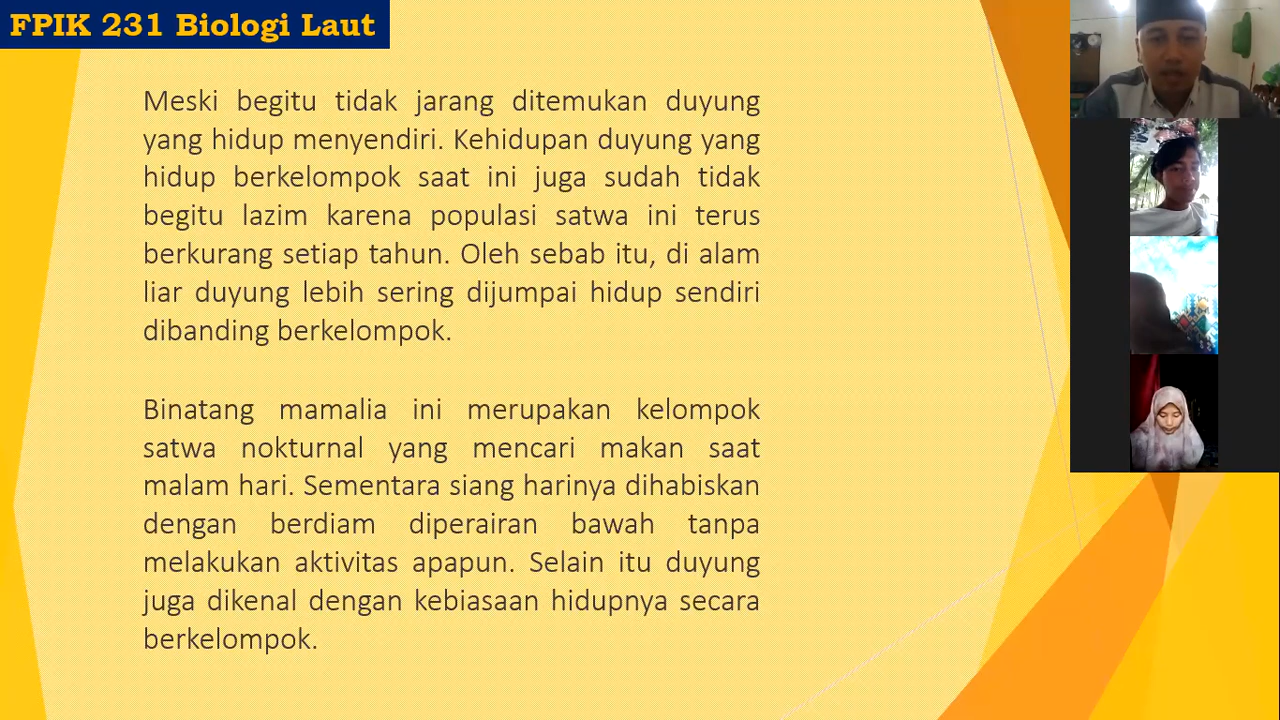 FPIK 231 Biologi Laut
Meski begitu tidak jarang ditemukan duyung
yang hidup menyendiri. Kehidupan duyung yang
hidup berkelompok saat ini juga sudah tidak
begitu lazim karena populasi satwa ini terus
berkurang setiap tahun. Oleh sebab itu, di alam
liar duyung lebih sering dijumpai hidup sendiri
dibanding berkelompok.
Binatang mamalia ini merupakan kelompok
satwa nokturnal yang mencari makan saat
malam hari. Sementara siang harinya dihabiskan
dengan berdiam diperairan bawah tanpa
melakukan aktivitas apapun. Selain itu duyung
juga dikenal dengan kebiasaan hidupnya secara
berkelompok.